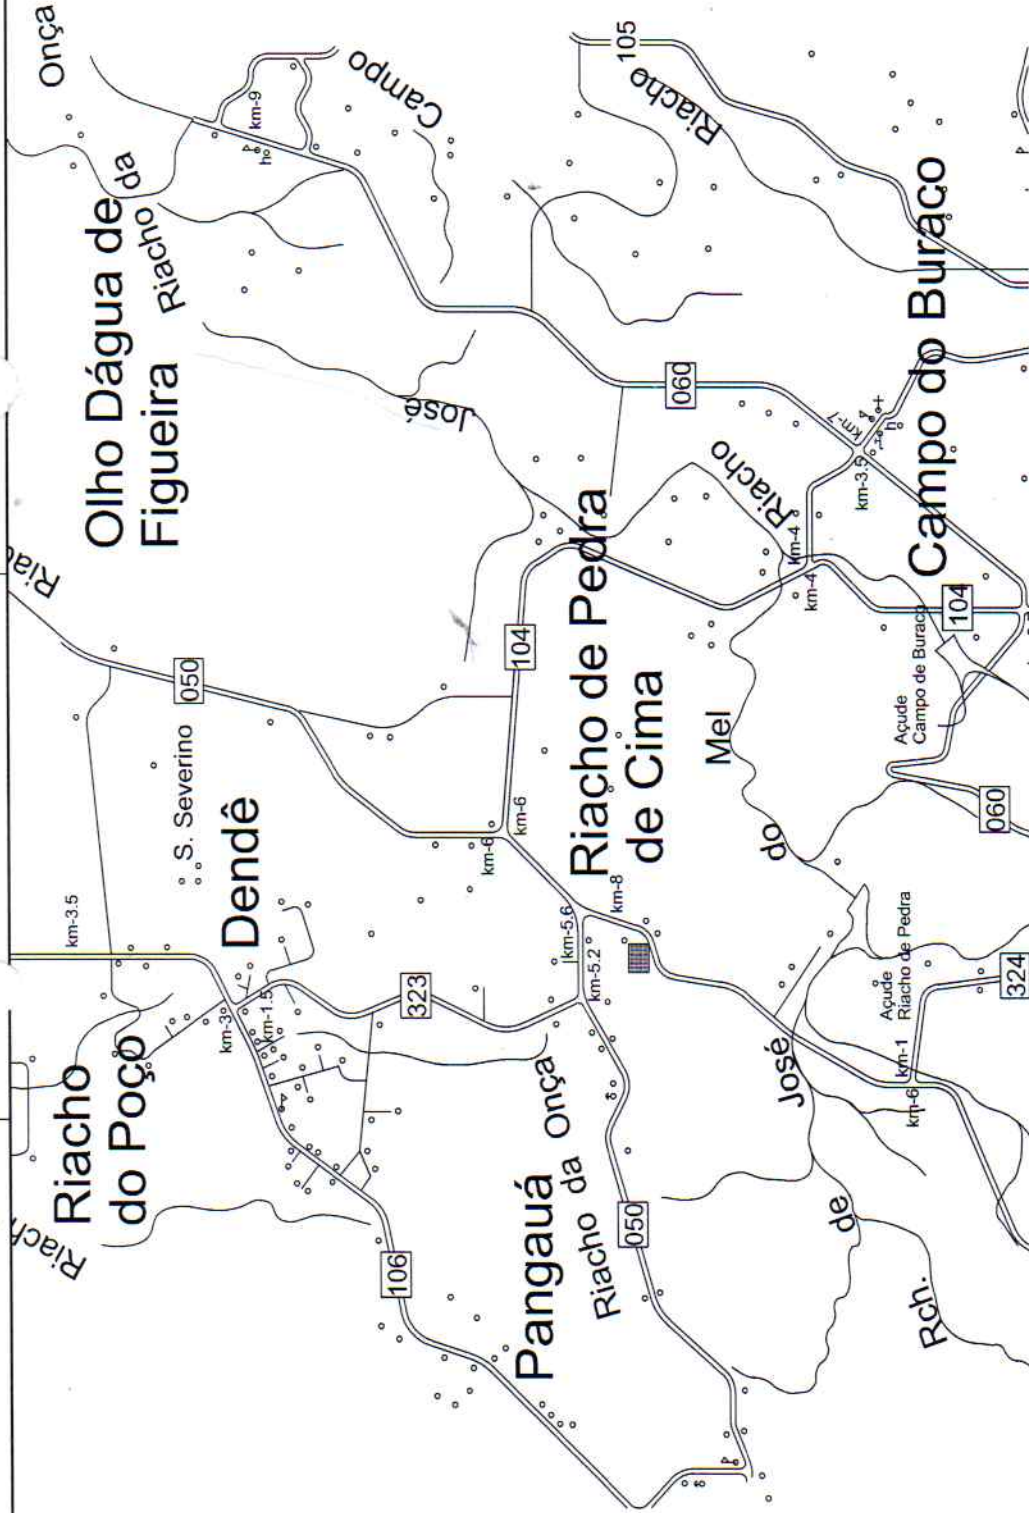 Onça
Olho Dágua de
Figueira
Riacho da
km-9
h
Campo
105
Riacho
José
060
Campo do Buraco
km-7
h
km-3.5
Riacho
Riacho
km-4
km-4
104
Riac
050
S. Severino
104
Riacho de Pedra
de Cima
Mel
Açude
Campo de Buraco
060
do
Dendê
km-3.5
km-6
km-6
km-8
km-5.6
km-5.2
323
km-3
km-1.5
Açude
Riacho de Pedra
324
km-1
km-6
José
Riacho
do Poço
Riach
Riacho da Onça
Pangauá
050
106
de
Rch.